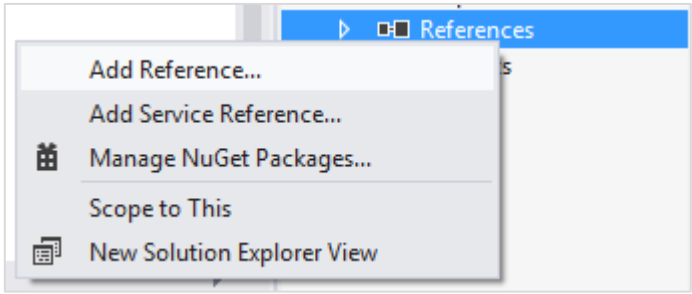 References
Add Reference...
Add Service Reference...
Manage NuGet Packages...
Scope to This
New Solution Explorer View